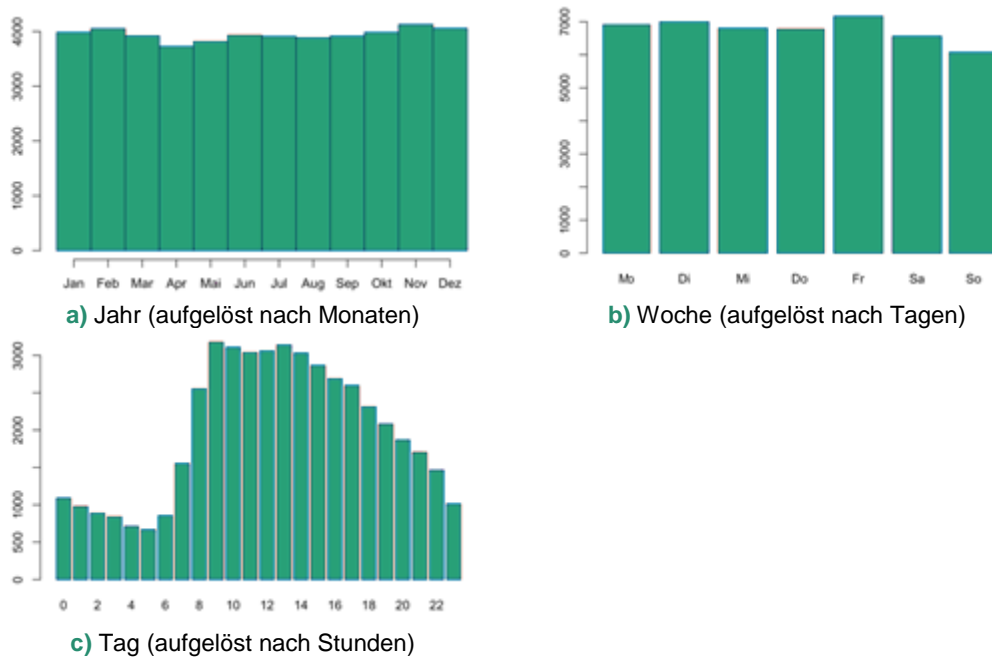 4000
3000
2000
1000
0
Jan Feb Mar Apr Mai Jun Jul Aug Sep Okt Nov Dez
a) Jahr (aufgelöst nach Monaten)
7000
5000
3000
1000
0
Mo Di Mi Do Fr Sa So
b) Woche (aufgelöst nach Tagen)
3000
2000
1000
500
0
0 2 4 6 8 10 12 14 16 18 20 22
c) Tag (aufgelöst nach Stunden)